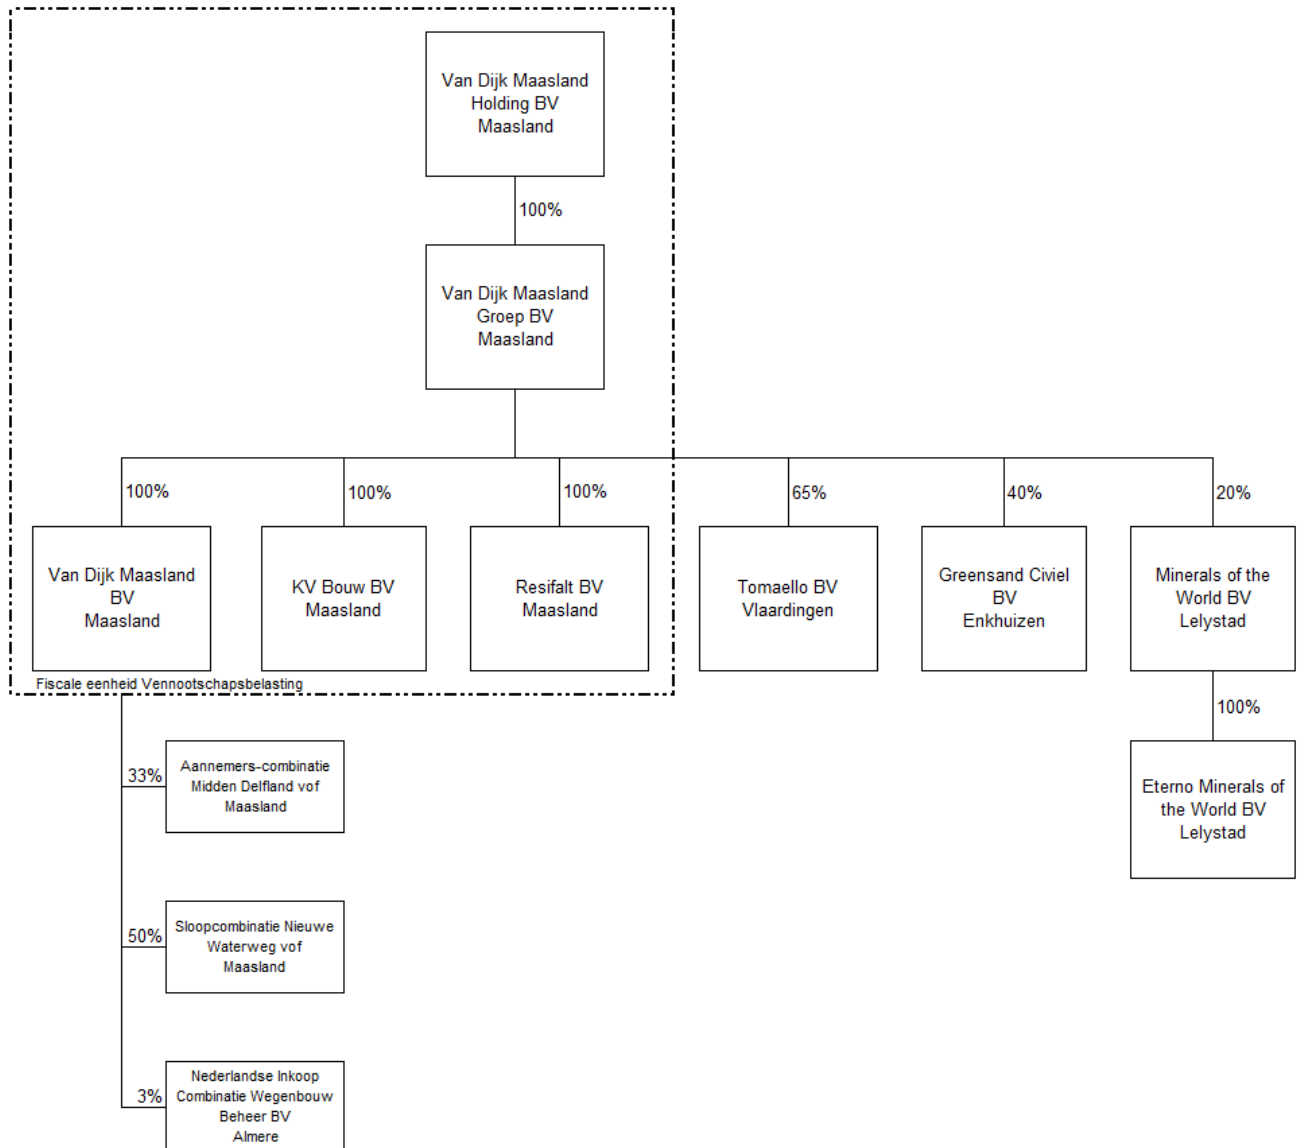 Van Dijk Maasland
Holding BV
Maasland
100%
Van Dijk Maasland
Groep BV
Maasland
100%
100%
100%
65%
40%
20%
Van Dijk Maasland
BV
Maasland
KV Bouw BV
Maasland
Resifalt BV
Maasland
Tomaello BV
Vlaardingen
Greensand Civiel
BV
Enkhuizen
Minerals of the
World BV
Lelystad
Fiscale eenheid Vennootschapsbelasting
100%
33%
Aannemers-combinatie
Midden Delfland vof
Maasland
Eterno Minerals of
the World BV
Lelystad
50%
Sloopcombinatie Nieuwe
Waterweg vof
Maasland
3%
Nederlandse Inkoop
Combinatie Wegenbouw
Beheer BV
Almere